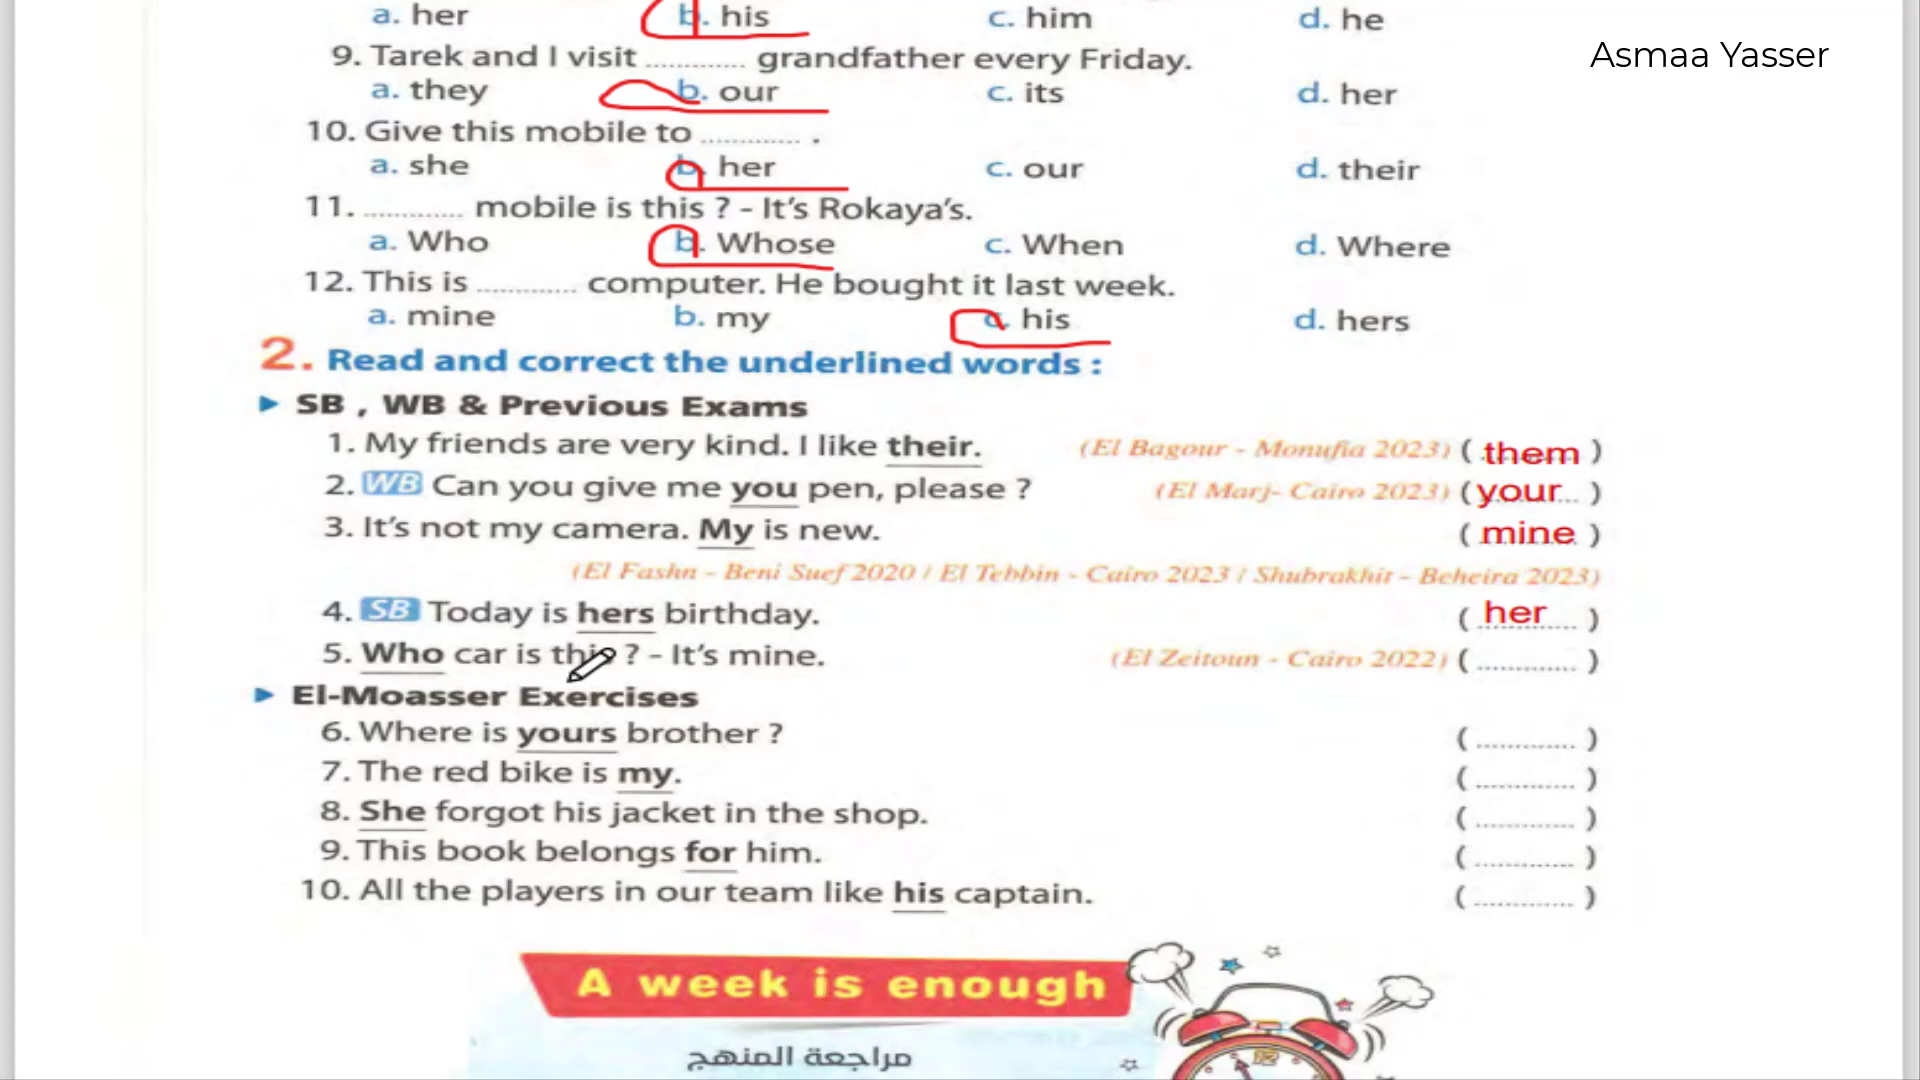 a. her b. his c. him d. he
Asmaa Yasser
9. Tarek and I visit ............ grandfather every Friday.
a. they b. our c. its d. her
10. Give this mobile to ............ .
a. she b. her c. our d. their
11. ............ mobile is this ? - It's Rokaya's.
a. Who b. Whose c. When d. Where
12. This is ............ computer. He bought it last week.
a. mine b. my c. his d. hers
2. Read and correct the underlined words :
► SB , WB & Previous Exams
1. My friends are very kind. I like their. (El Bagour - Monufia 2023) ( them )
2. WB Can you give me you pen, please ? (El Marj- Cairo 2023) ( your )
3. It's not my camera. My is new. ( mine )
(El Fashn - Beni Suef 2020 / El Tebbin - Cairo 2023 / Shubrakhit - Beheira 2023)
4. SB Today is hers birthday. ( her )
5. Who car is this ? - It's mine. (El Zeitoun - Cairo 2022) ( ............ )
► El-Moasser Exercises
6. Where is yours brother ? ( ............ )
7. The red bike is my. ( ............ )
8. She forgot his jacket in the shop. ( ............ )
9. This book belongs for him. ( ............ )
10. All the players in our team like his captain. ( ............ )
A week is enough
مراجعة المنهج
12